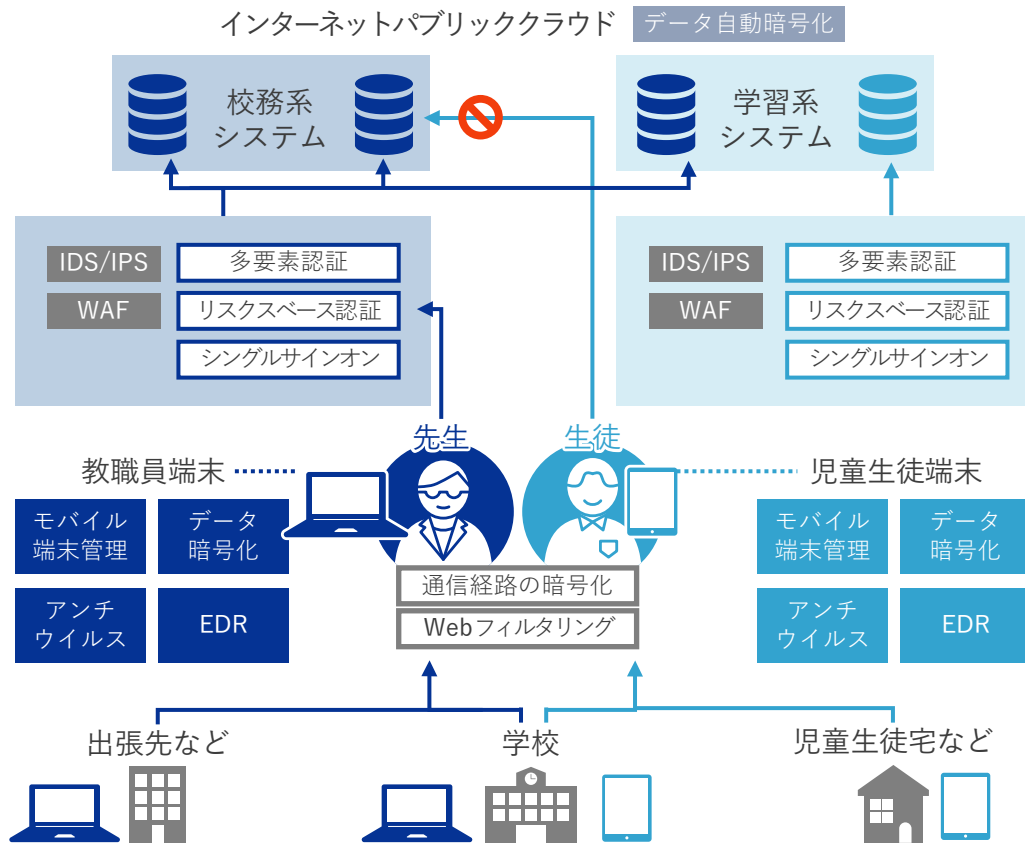 インターネットパブリッククラウド
データ自動暗号化
校務系
システム
学習系
システム
IDS/IPS
多要素認証
WAF
リスクスベース認証
シングルサインオン
IDS/IPS
多要素認証
WAF
リスクスベース認証
シングルサインオン
先生
生徒
教職員端末
児童生徒端末
モバイル
端末管理
データ
暗号化
アンチ
ウイルス
EDR
モバイル
端末管理
データ
暗号化
アンチ
ウイルス
EDR
通信経路の暗号化
Webフィルタリング
出張先など
学校
児童生徒宅など